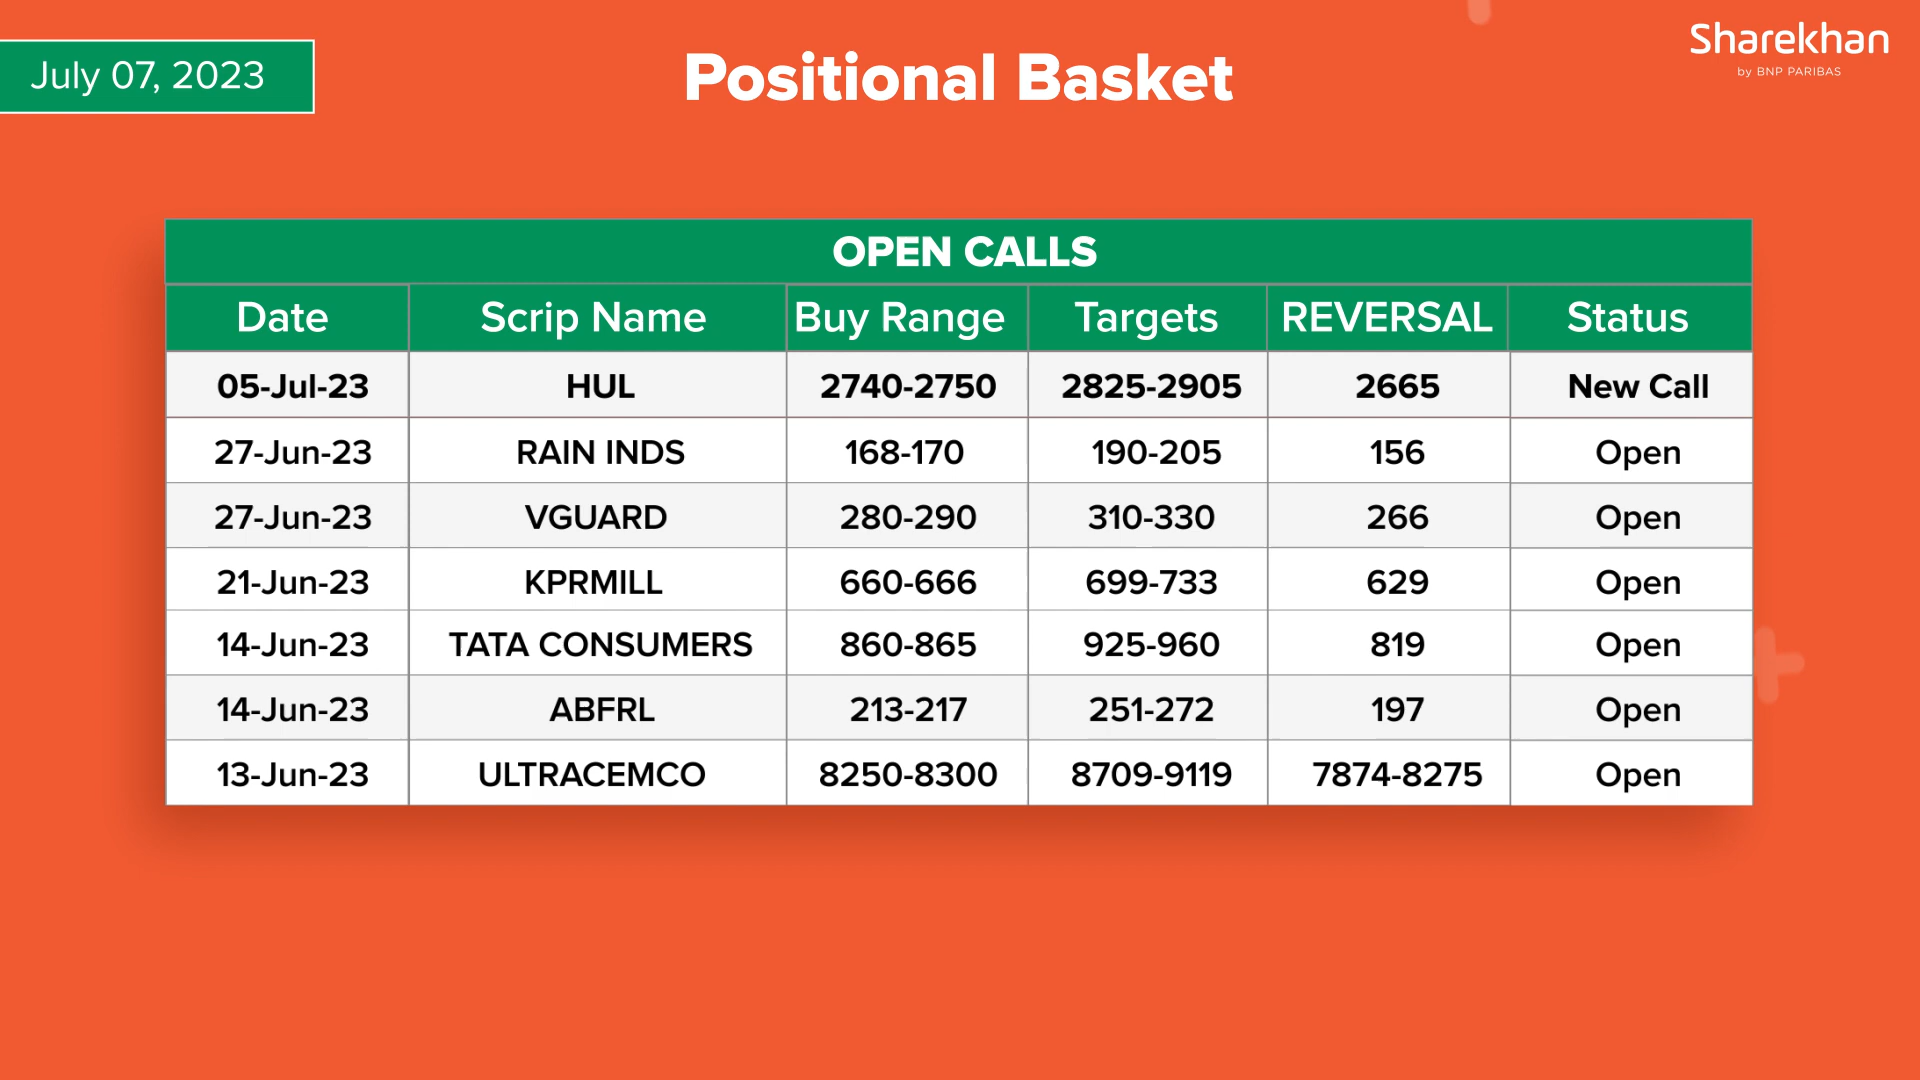 July 07, 2023
Positional Basket
Sharekhan
by BNP PARIBAS
OPEN CALLS
Date Scrip Name Buy Range Targets REVERSAL Status
05-Jul-23 HUL 2740-2750 2825-2905 2665 New Call
27-Jun-23 RAIN INDS 168-170 190-205 156 Open
27-Jun-23 VGUARD 280-290 310-330 266 Open
21-Jun-23 KPRMILL 660-666 699-733 629 Open
14-Jun-23 TATA CONSUMERS 860-865 925-960 819 Open
14-Jun-23 ABFRL 213-217 251-272 197 Open
13-Jun-23 ULTRACEMCO 8250-8300 8709-9119 7874-8275 Open